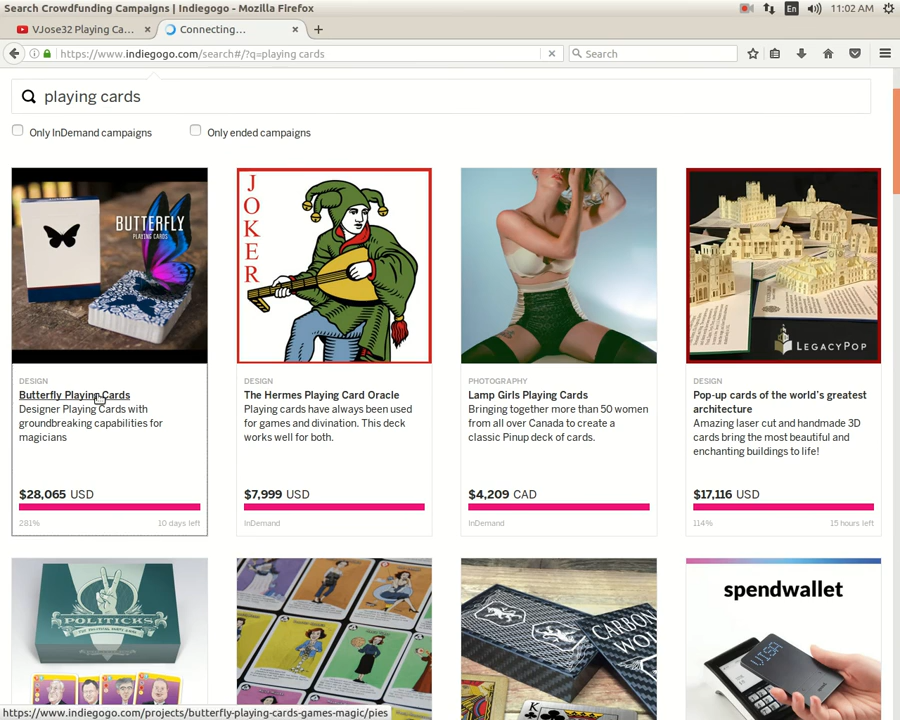 Search Crowdfunding Campaigns | Indiegogo - Mozilla Firefox
En
11:02 AM
VJose32 Playing Ca...
Connecting...
https://www.indiegogo.com/search#/?q=playing cards
Search
playing cards
Only InDemand campaigns
Only ended campaigns
BUTTERFLY
PLAYING CARDS
DESIGN
Butterfly Playing Cards
Designer Playing Cards with
groundbreaking capabilities for
magicians
$28,065 USD
281%
10 days left
JOKER
DESIGN
The Hermes Playing Card Oracle
Playing cards have always been used
for games and divination. This deck
works well for both.
$7,999 USD
InDemand
PHOTOGRAPHY
Lamp Girls Playing Cards
Bringing together more than 50 women
from all over Canada to create a
classic Pinup deck of cards.
$4,209 CAD
InDemand
LEGACYPOP
DESIGN
Pop-up cards of the world's greatest
architecture
Amazing laser cut and handmade 3D
cards bring the most beautiful and
enchanting buildings to life!
$17,116 USD
114%
15 hours left
POLITICKS
CARBON
K
spendwallet
VISA
https://www.indiegogo.com/projects/butterfly-playing-cards-games-magic/pies